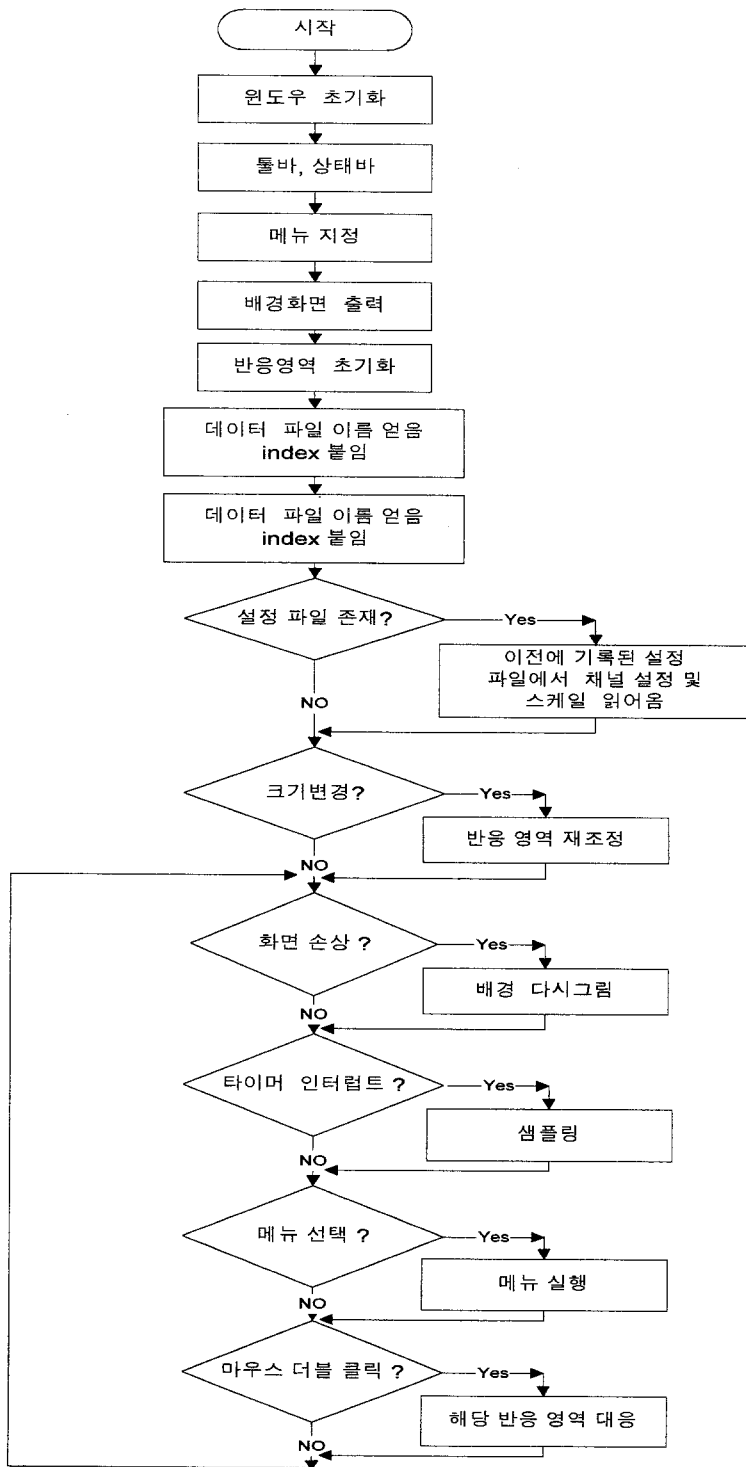 시작
윈도우 초기화
툴바, 상태바
메뉴 지정
배경화면 출력
반응영역 초기화
데이터 파일 이름 얻음
index 붙임
데이터 파일 이름 얻음
index 붙임
설정 파일 존재?
Yes
이전에 기록된 설정
파일에서 채널 설정 및
스케일 읽어옴
NO
크기변경?
Yes
반응 영역 재조정
NO
화면 손상 ?
Yes
배경 다시그림
NO
타이머 인터럽트 ?
Yes
샘플링
NO
메뉴 선택 ?
Yes
메뉴 실행
NO
마우스 더블 클릭 ?
Yes
해당 반응 영역 대응
NO